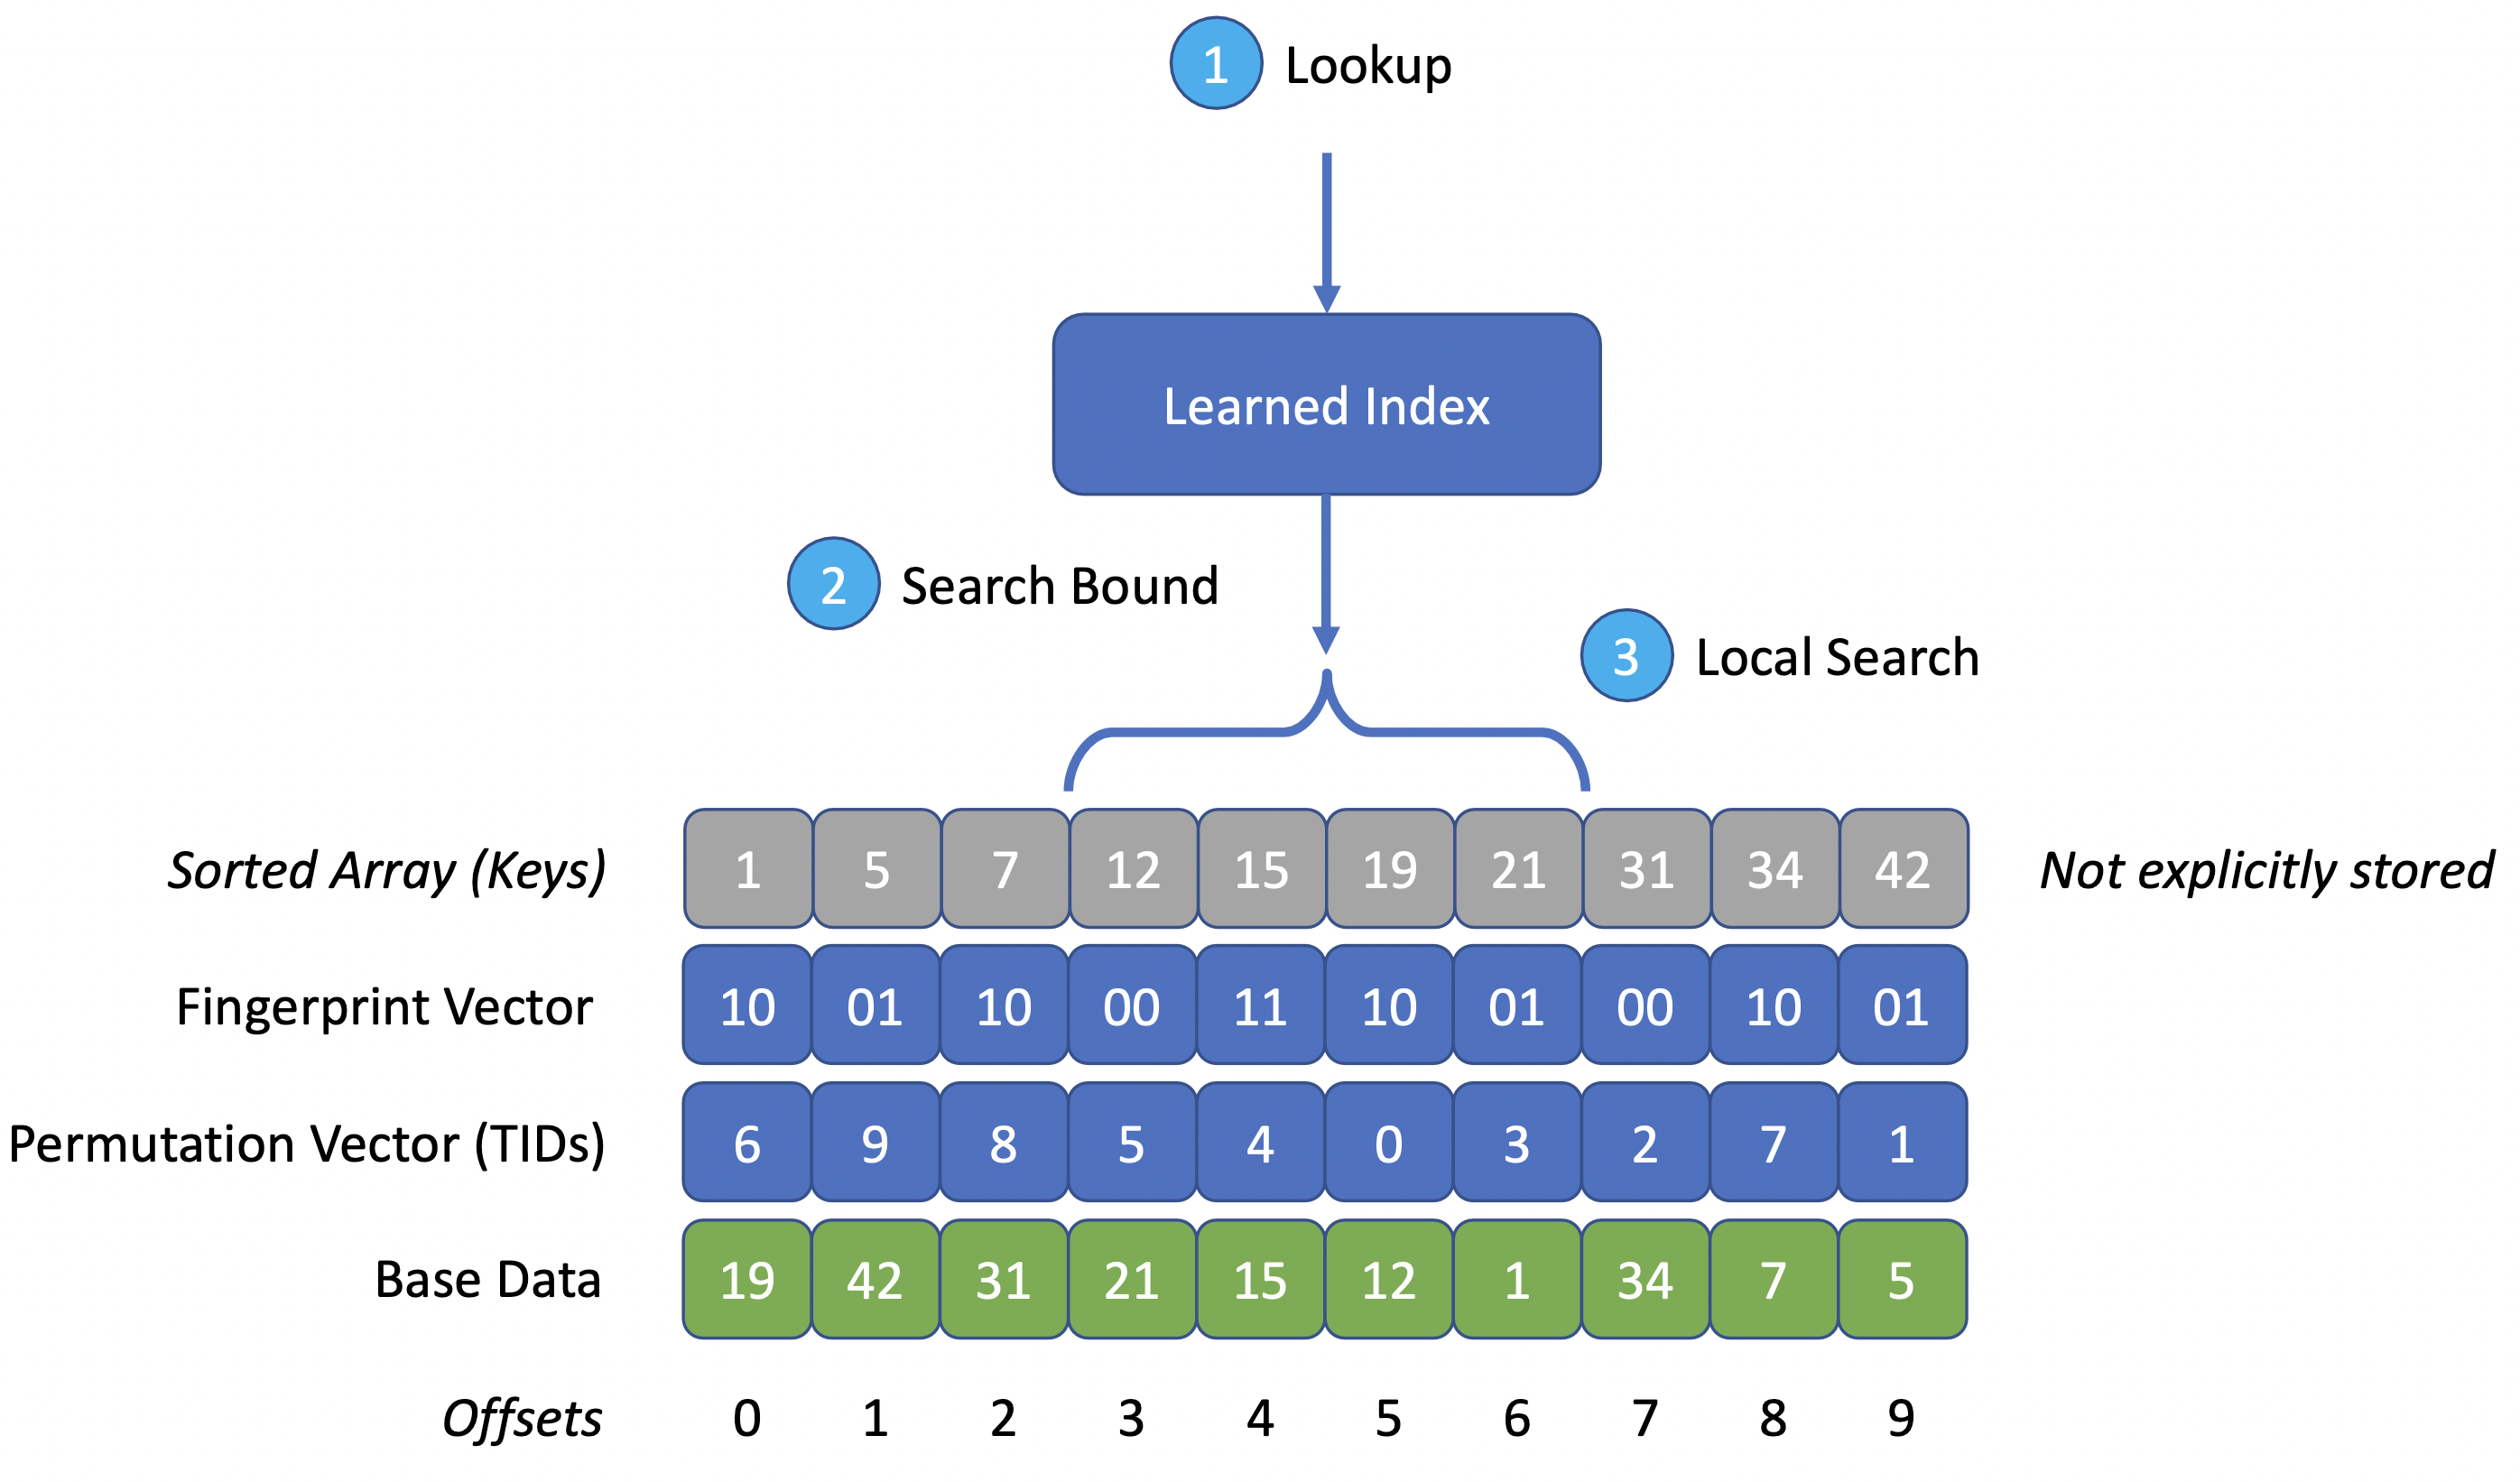 1 Lookup
Learned Index
2 Search Bound
3 Local Search
Sorted Array (Keys) 1 5 7 12 15 19 21 31 34 42 Not explicitly stored
Fingerprint Vector 10 01 10 00 11 10 01 00 10 01
Permutation Vector (TIDs) 6 9 8 5 4 0 3 2 7 1
Base Data 19 42 31 21 15 12 1 34 7 5
Offsets 0 1 2 3 4 5 6 7 8 9